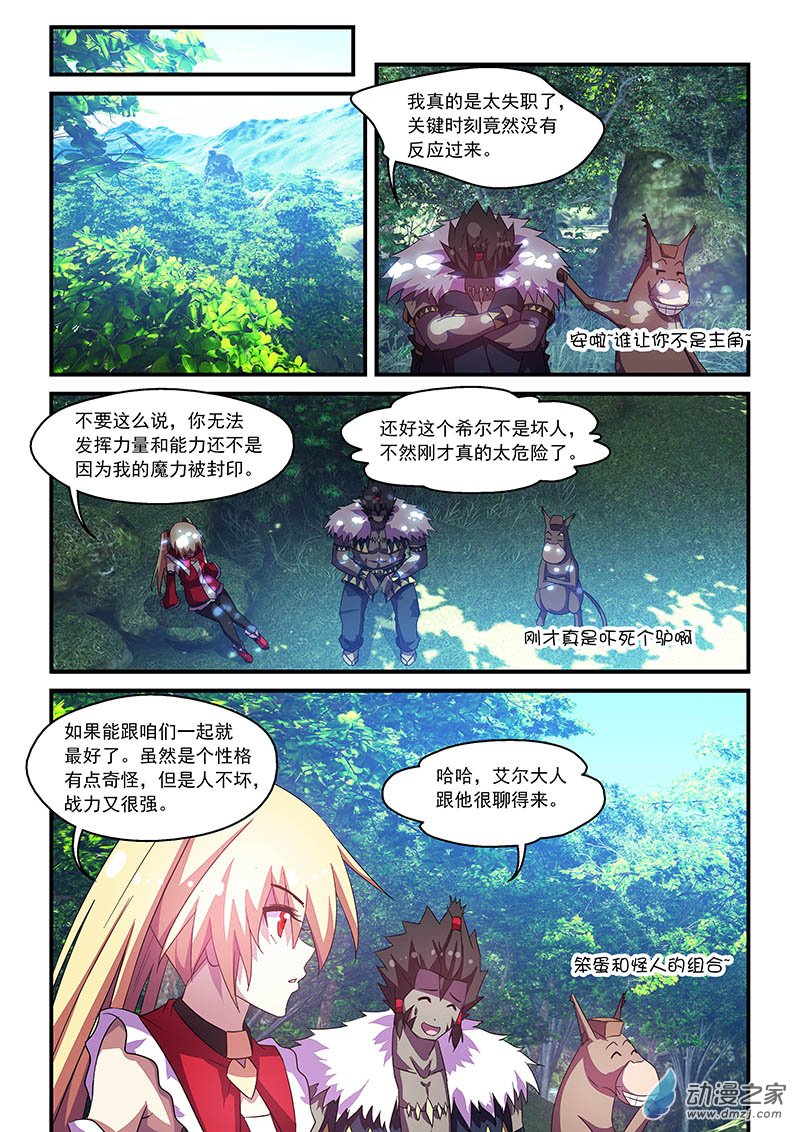 我真的是太失职了，
关键时刻竟然没有
反应过来。
安啦~谁让你不是主角~
不要这么说，你无法
发挥力量和能力还不是
因为我的魔力被封印。
还好这个希尔不是坏人，
不然刚才真的太危险了。
刚才真是吓死个驴啊
如果能跟咱们一起就
最好了。虽然是个性格
有点奇怪，但是人不坏，
战力又很强。
哈哈，艾尔大人
跟他很聊得来。
笨蛋和怪人的组合~
动漫之家
www.dmzj.com